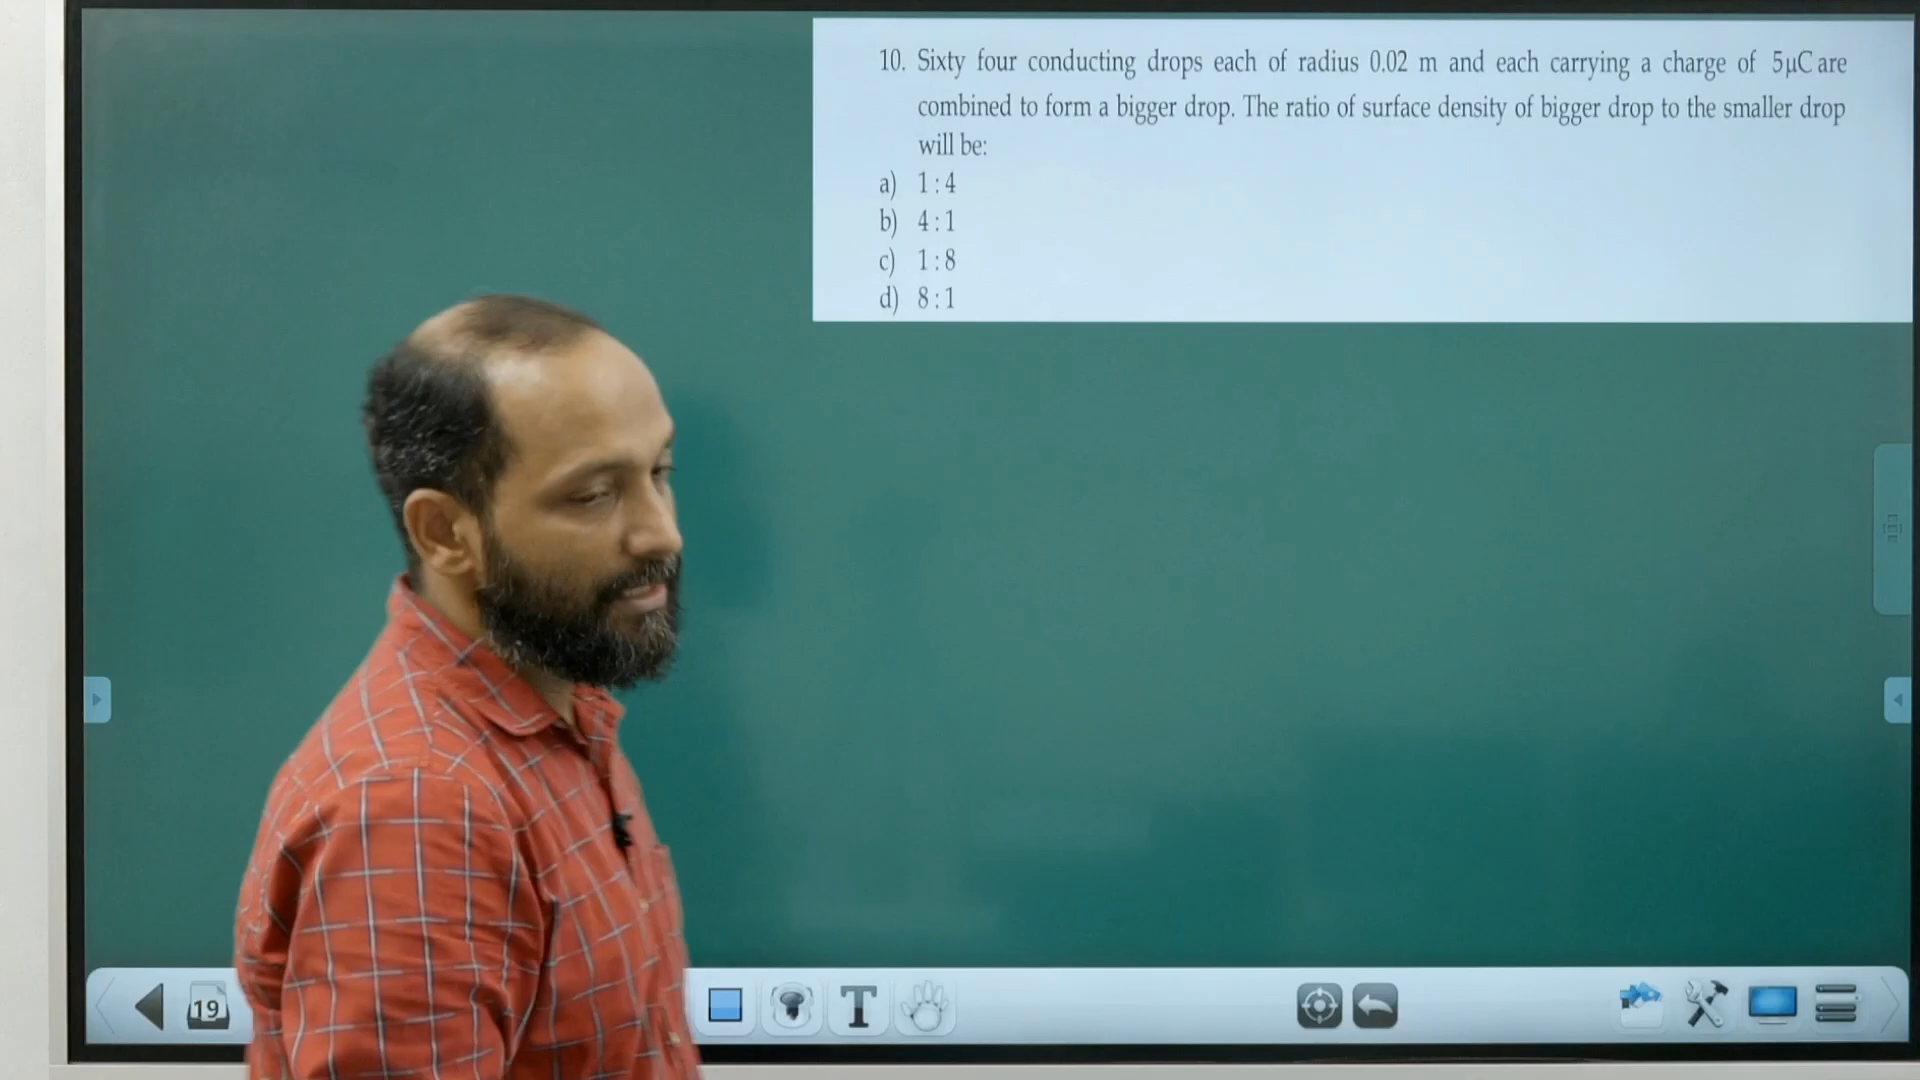 10. Sixty four conducting drops each of radius 0.02 m and each carrying a charge of 5μC are
combined to form a bigger drop. The ratio of surface density of bigger drop to the smaller drop
will be:
a) 1 : 4
b) 4 : 1
c) 1 : 8
d) 8 : 1
19
T